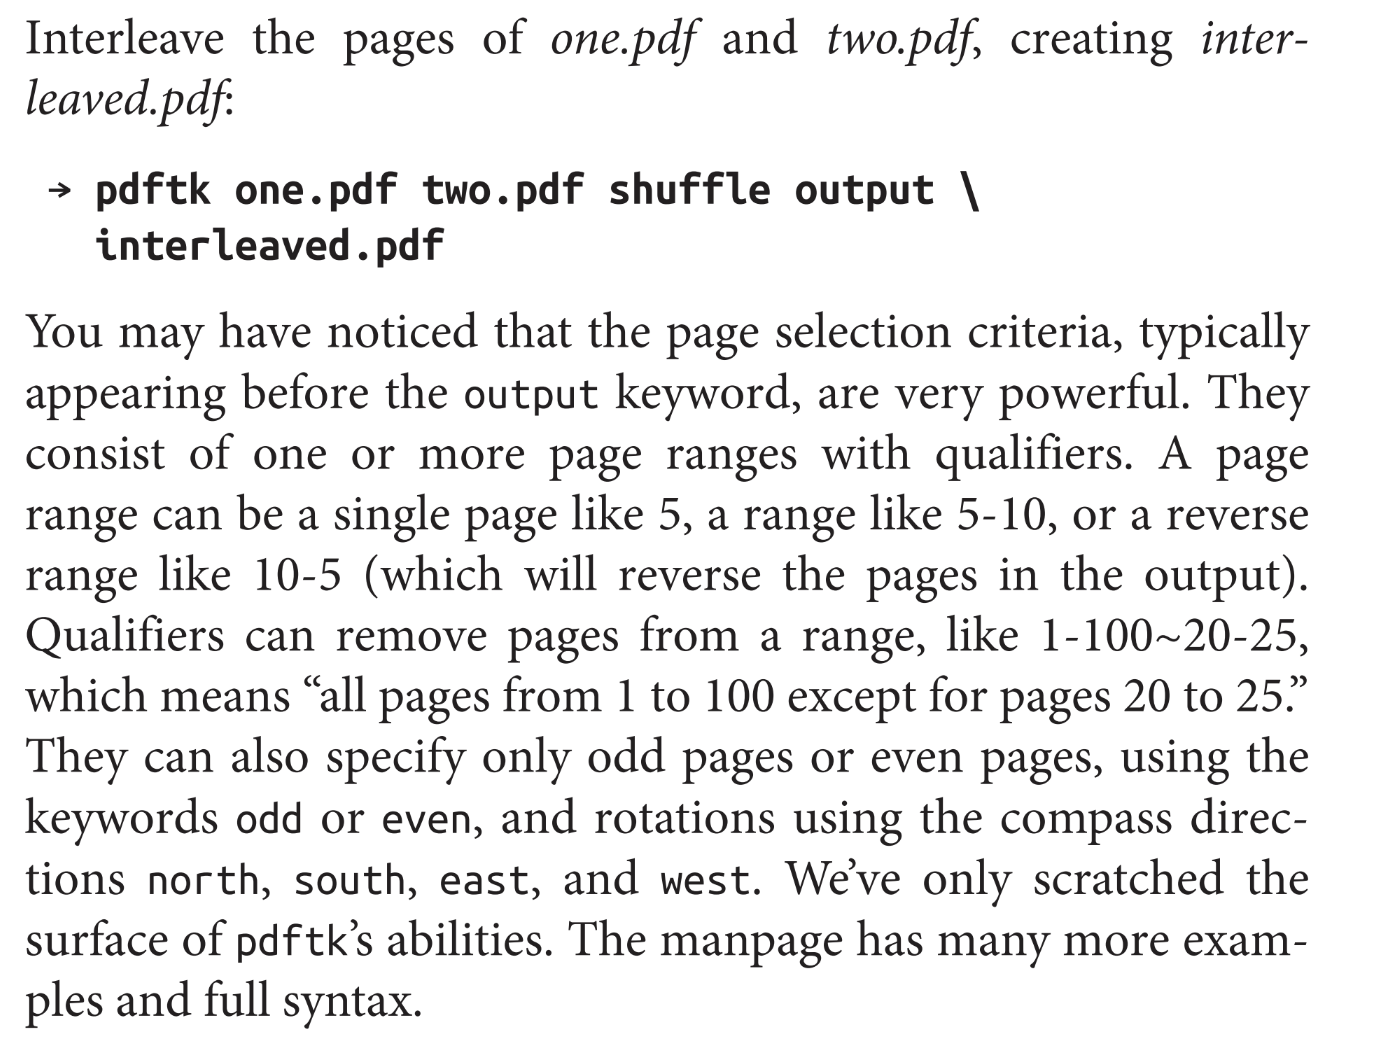 Interleave the pages of one.pdf and two.pdf, creating inter-
leaved.pdf:
→ pdftk one.pdf two.pdf shuffle output \
interleaved.pdf
You may have noticed that the page selection criteria, typically
appearing before the output keyword, are very powerful. They
consist of one or more page ranges with qualifiers. A page
range can be a single page like 5, a range like 5-10, or a reverse
range like 10-5 (which will reverse the pages in the output).
Qualifiers can remove pages from a range, like 1-100~20-25,
which means “all pages from 1 to 100 except for pages 20 to 25.”
They can also specify only odd pages or even pages, using the
keywords odd or even, and rotations using the compass direc-
tions north, south, east, and west. We’ve only scratched the
surface of pdftk’s abilities. The manpage has many more exam-
ples and full syntax.